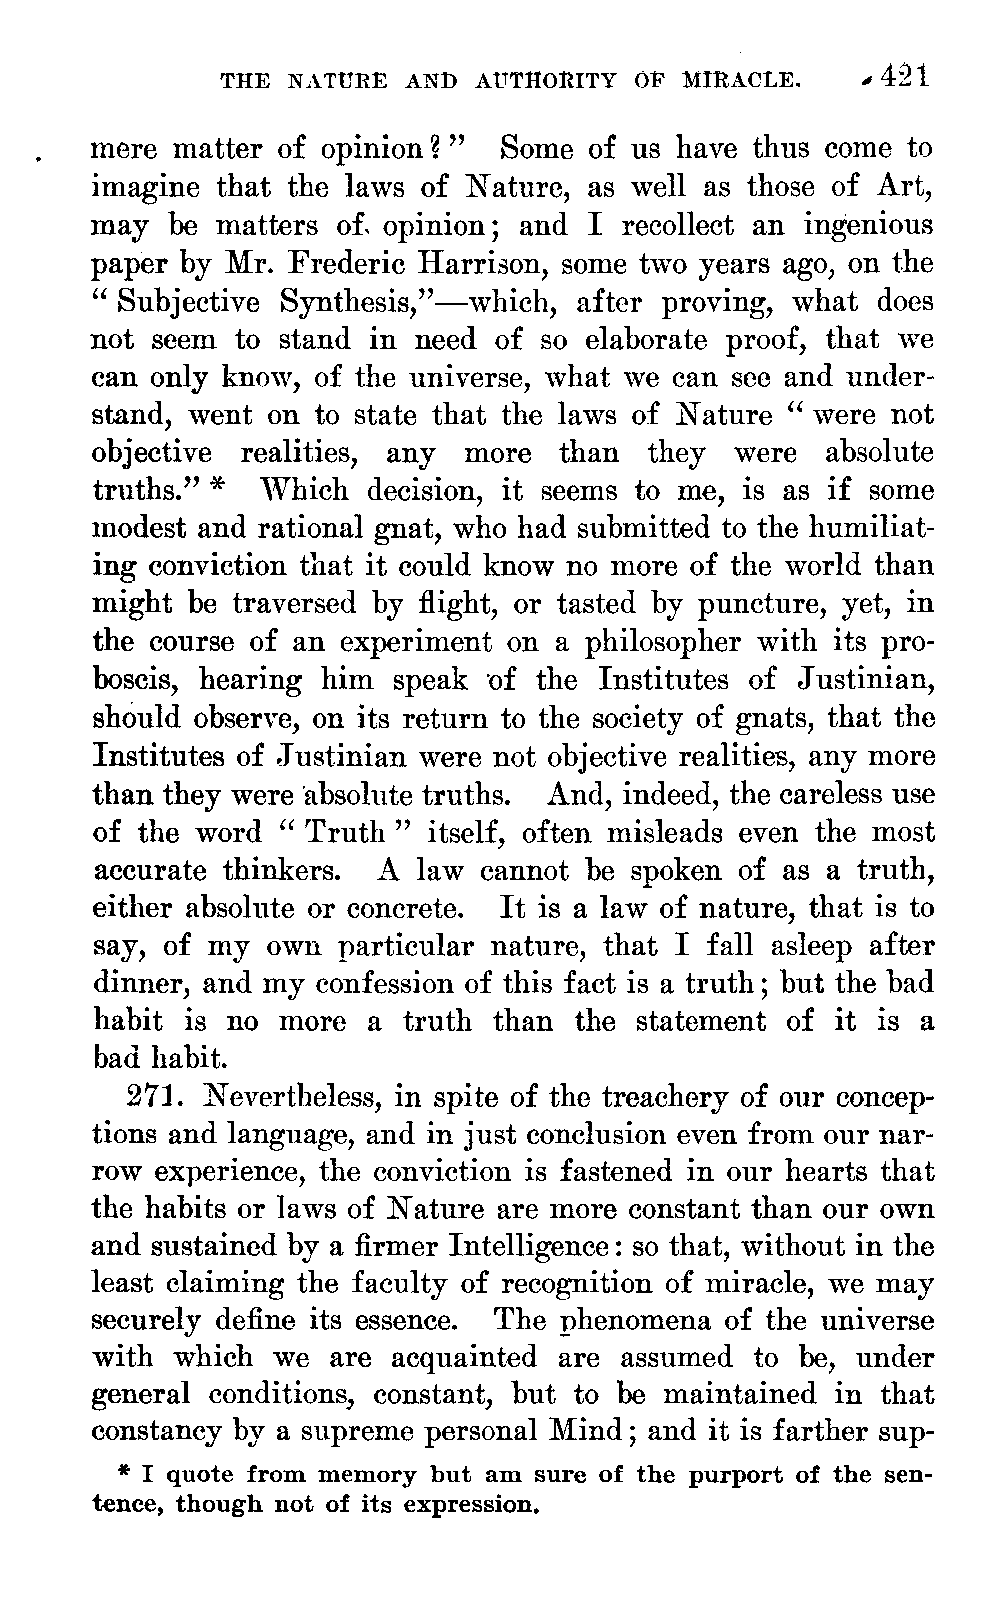 THE NATURE AND AUTHORITY OF MIRACLE. 421
mere matter of opinion?” Some of us have thus come to
imagine that the laws of Nature, as well as those of Art,
may be matters of opinion; and I recollect an ingenious
paper by Mr. Frederic Harrison, some two years ago, on the
“Subjective Synthesis,”—which, after proving, what does
not seem to stand in need of so elaborate proof, that we
can only know, of the universe, what we can see and under-
stand, went on to state that the laws of Nature “were not
objective realities, any more than they were absolute
truths.”* Which decision, it seems to me, is as if some
modest and rational gnat, who had submitted to the humiliat-
ing conviction that it could know no more of the world than
might be traversed by flight, or tasted by puncture, yet, in
the course of an experiment on a philosopher with its pro-
boscis, hearing him speak of the Institutes of Justinian,
should observe, on its return to the society of gnats, that the
Institutes of Justinian were not objective realities, any more
than they were absolute truths. And, indeed, the careless use
of the word “Truth” itself, often misleads even the most
accurate thinkers. A law cannot be spoken of as a truth,
either absolute or concrete. It is a law of nature, that is to
say, of my own particular nature, that I fall asleep after
dinner, and my confession of this fact is a truth; but the bad
habit is no more a truth than the statement of it is a
bad habit.
271. Nevertheless, in spite of the treachery of our concep-
tions and language, and in just conclusion even from our nar-
row experience, the conviction is fastened in our hearts that
the habits or laws of Nature are more constant than our own
and sustained by a firmer Intelligence: so that, without in the
least claiming the faculty of recognition of miracle, we may
securely define its essence. The phenomena of the universe
with which we are acquainted are assumed to be, under
general conditions, constant, but to be maintained in that
constancy by a supreme personal Mind; and it is farther sup-
* I quote from memory but am sure of the purport of the sen-
tence, though not of its expression.